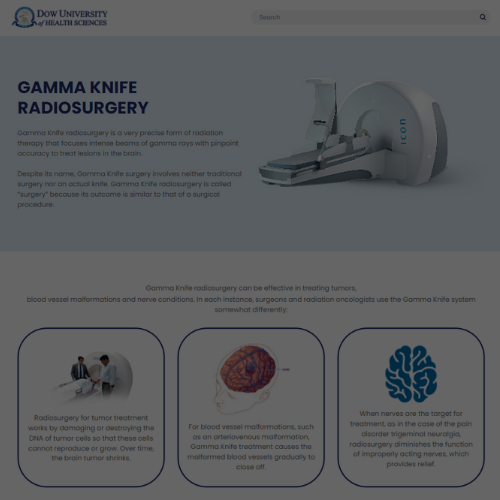 DOW UNIVERSITY
of HEALTH SCIENCES
Search
GAMMA KNIFE
RADIOSURGERY
Gamma Knife radiosurgery is a very precise form of radiation
therapy that focuses intense beams of gamma rays with pinpoint
accuracy to treat lesions in the brain.
Despite its name, Gamma Knife surgery involves neither traditional
surgery nor an actual knife. Gamma Knife radiosurgery is called
"surgery" because its outcome is similar to that of a surgical
procedure.
icon
Gamma Knife radiosurgery can be effective in treating tumors,
blood vessel malformations and nerve conditions. In each instance, surgeons and radiation oncologists use the Gamma Knife system
somewhat differently:
Radiosurgery for tumor treatment
works by damaging or destroying the
DNA of tumor cells so that these cells
cannot reproduce or grow. Over time,
the brain tumor shrinks.
For blood vessel malformations, such
as an arteriovenous malformation,
Gamma Knife treatment causes the
malformed blood vessels gradually to
close off.
When nerves are the target for
treatment, as in the case of the pain
disorder trigeminal neuralgia,
radiosurgery diminishes the function
of improperly acting nerves, which
provides relief.